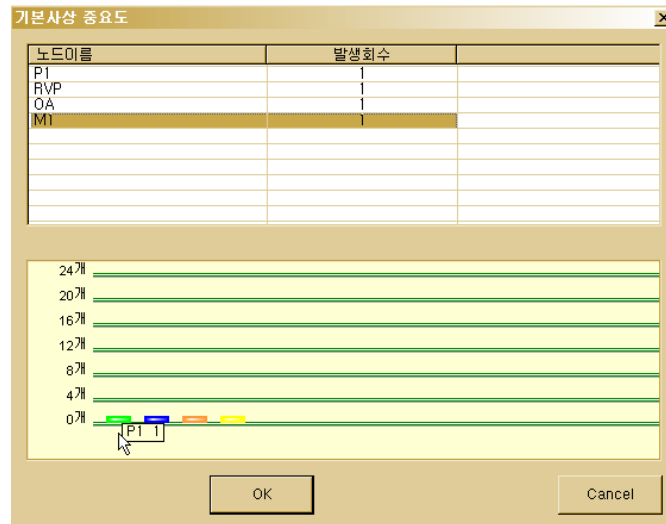 기본사상 중요도
노드이름 발생회수
P1 1
RVP 1
OA 1
M1 1
24개
20개
16개
12개
8개
4개
0개
P1 1
OK Cancel